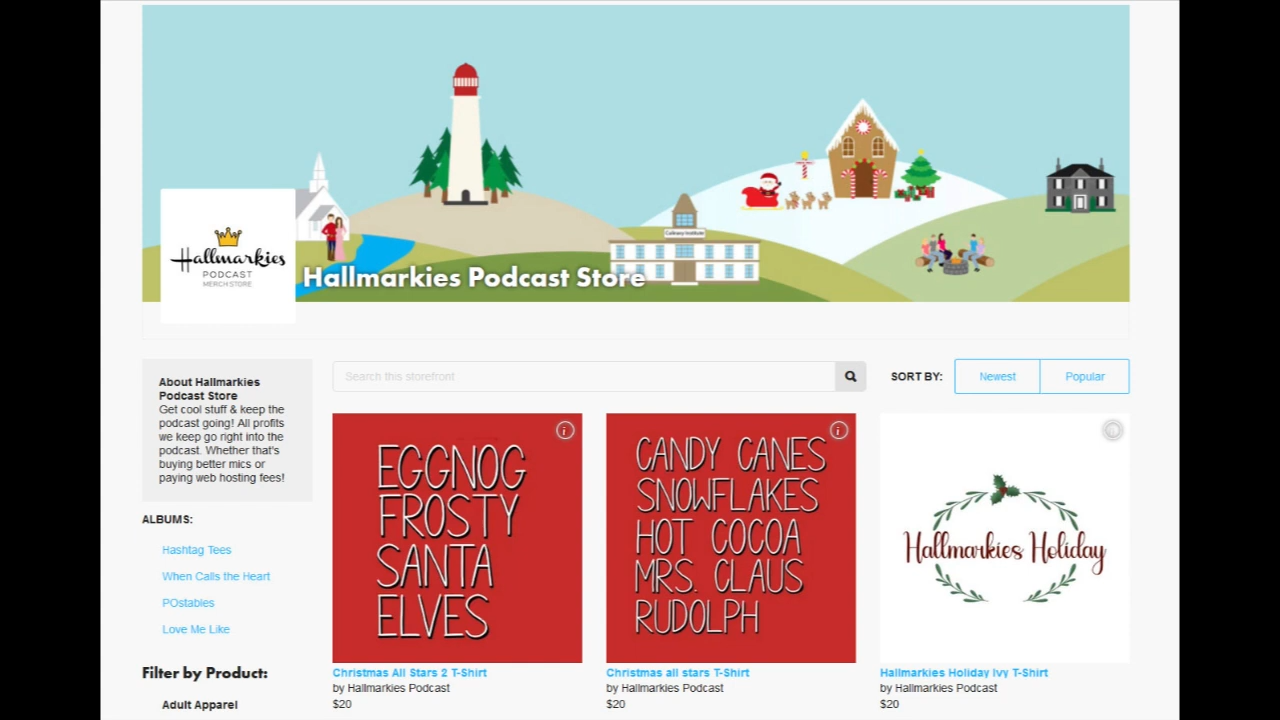 Culinary Institute
Hallmarkies
PODCAST
MERCH STORE
Hallmarkies Podcast Store
About Hallmarkies
Podcast Store
Get cool stuff & keep the
podcast going! All profits
we keep go right into the
podcast. Whether that's
buying better mics or
paying web hosting fees!
Search this storefront
SORT BY:
Newest
Popular
ALBUMS:
Hashtag Tees
When Calls the Heart
POstables
Love Me Like
Filter by Product:
Adult Apparel
EGGNOG
FROSTY
SANTA
ELVES
Christmas All Stars 2 T-Shirt
by Hallmarkies Podcast
$20
CANDY CANES
SNOWFLAKES
HOT COCOA
MRS. CLAUS
RUDOLPH
Christmas all stars T-Shirt
by Hallmarkies Podcast
$20
Hallmarkies Holiday
Hallmarkies Holiday Ivy T-Shirt
by Hallmarkies Podcast
$20